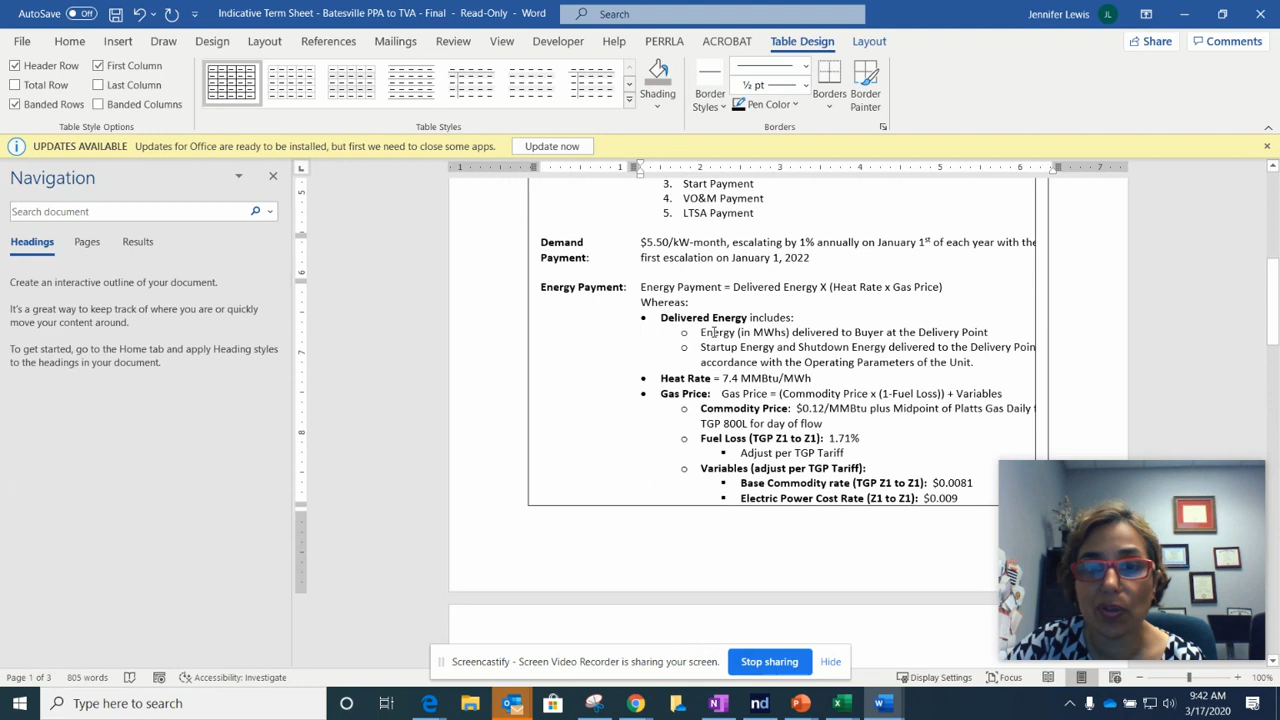 AutoSave Off Indicative Term Sheet - Batesville PPA to TVA - Final - Read-Only - Word Search Jennifer Lewis JL
File Home Insert Draw Design Layout References Mailings Review View Developer Help PERRLA ACROBAT Table Design Layout Share Comments
Header Row First Column
Total Row Last Column
Banded Rows Banded Columns
Table Style Options
Table Styles
Shading
Border Styles
½ pt
Pen Color
Borders
Border Painter
Borders
UPDATES AVAILABLE Updates for Office are ready to be installed, but first we need to close some apps. Update now
Navigation
Search document
Headings Pages Results
Create an interactive outline of your document.
It's a great way to keep track of where you are or quickly
move your content around.
To get started, go to the Home tab and apply Heading styles
to the headings in your document.
1 1 2 3 4 5 6 7
5
6
7
8
3. Start Payment
4. VO&M Payment
5. LTSA Payment
Demand $5.50/kW-month, escalating by 1% annually on January 1st of each year with the
Payment: first escalation on January 1, 2022
Energy Payment: Energy Payment = Delivered Energy X (Heat Rate x Gas Price)
Whereas:
• Delivered Energy includes:
o Energy (in MWhs) delivered to Buyer at the Delivery Point
o Startup Energy and Shutdown Energy delivered to the Delivery Poin
accordance with the Operating Parameters of the Unit.
• Heat Rate = 7.4 MMBtu/MWh
• Gas Price: Gas Price = (Commodity Price x (1-Fuel Loss)) + Variables
o Commodity Price: $0.12/MMBtu plus Midpoint of Platts Gas Daily
TGP 800L for day of flow
o Fuel Loss (TGP Z1 to Z1): 1.71%
▪ Adjust per TGP Tariff
o Variables (adjust per TGP Tariff):
▪ Base Commodity rate (TGP Z1 to Z1): $0.0081
▪ Electric Power Cost Rate (Z1 to Z1): $0.009
Screencastify - Screen Video Recorder is sharing your screen. Stop sharing Hide
Page 1 of 3 805 words Accessibility: Investigate Display Settings Focus 100%
Type here to search nd 9:42 AM
3/17/2020